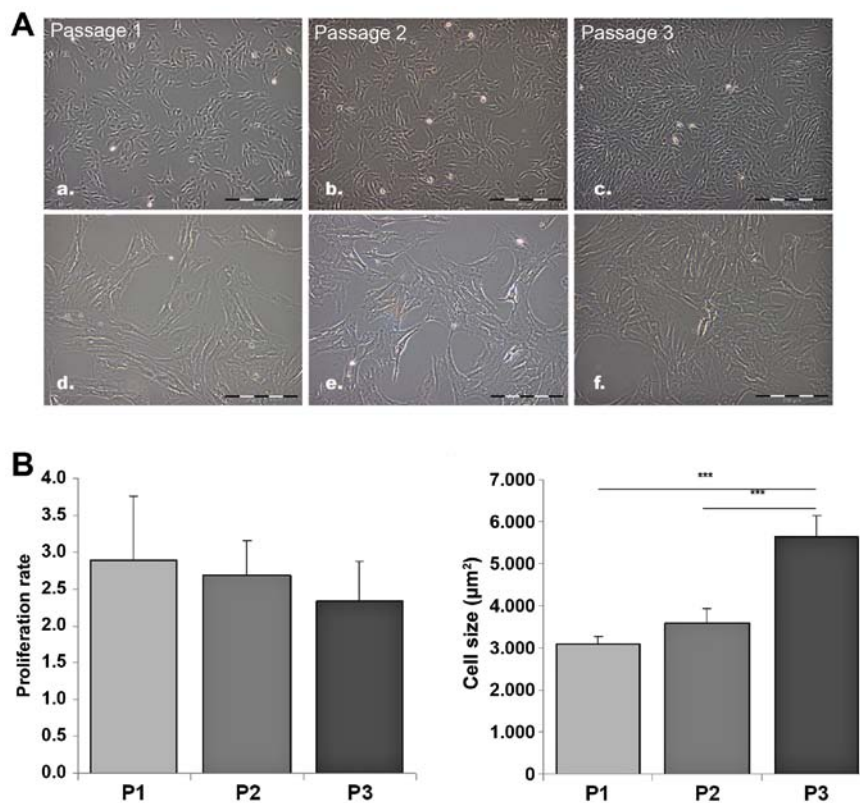 A
Passage 1
Passage 2
Passage 3
a.
b.
c.
d.
e.
f.
B
4.0
3.5
3.0
2.5
2.0
1.5
1.0
0.5
0.0
Proliferation rate
P1
P2
P3
7.000
6.000
5.000
4.000
3.000
2.000
1.000
0
Cell size (µm²)
***
***
P1
P2
P3